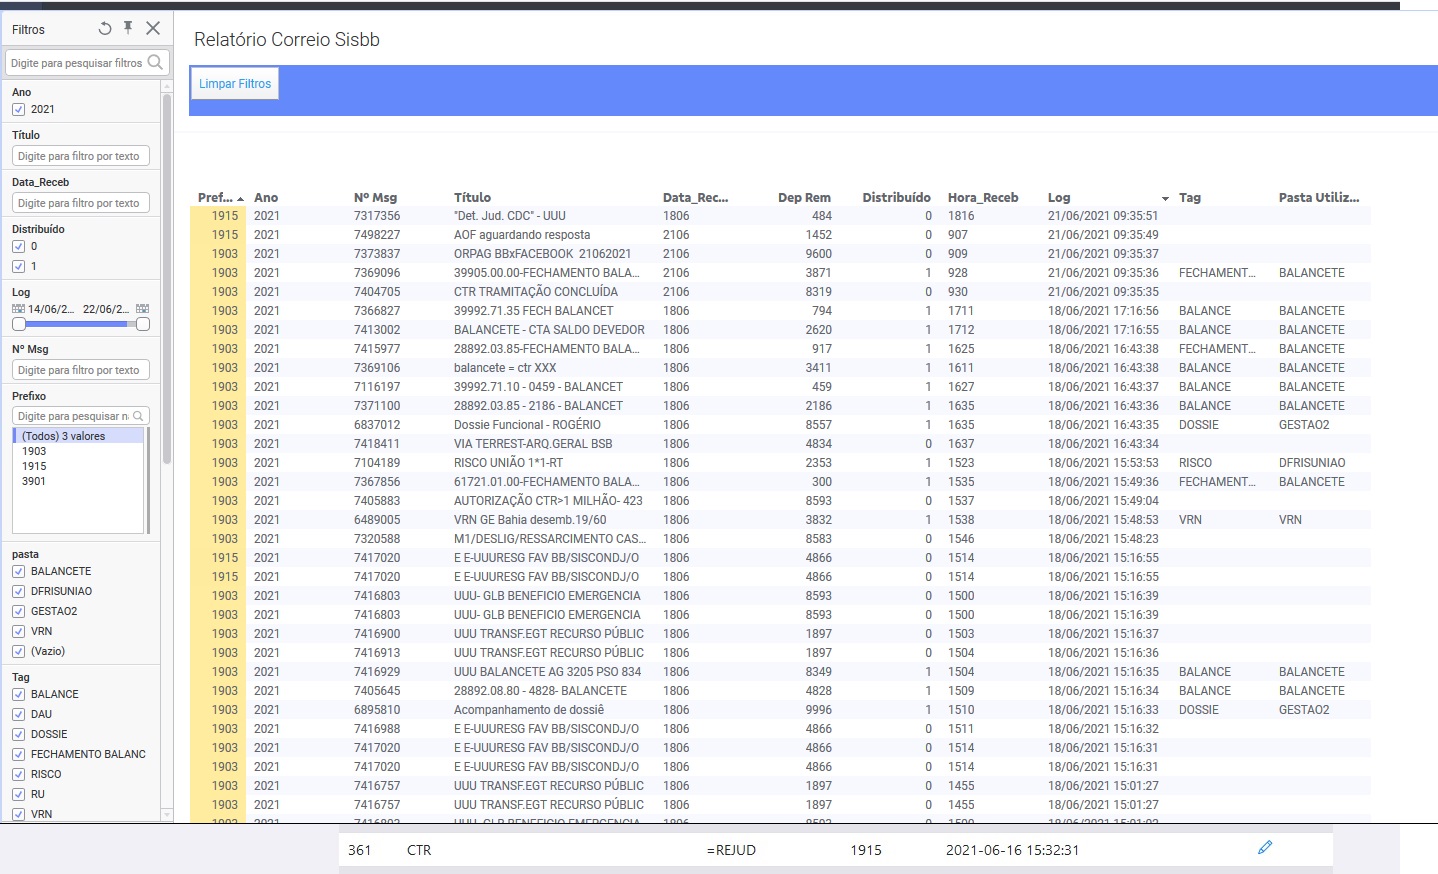 Filtros
Digite para pesquisar filtros
Ano
2021
Título
Digite para filtro por texto
Data_Receb
Digite para filtro por texto
Distribuído
0
1
Log
14/06/2... 22/06/2...
Nº Msg
Digite para filtro por texto
Prefixo
Digite para pesquisar n
(Todos) 3 valores
1903
1915
3901
pasta
BALANCETE
DFRISUNIAO
GESTAO2
VRN
(Vazio)
Tag
BALANCE
DAU
DOSSIE
FECHAMENTO BALANC
RISCO
RU
VRN
Relatório Correio Sisbb
Limpar Filtros
Pref... Ano Nº Msg Título Data_Rec... Dep Rem Distribuído Hora_Receb Log Tag Pasta Utiliz...
1915 2021 7317356 "Det. Jud. CDC" - UUU 1806 484 0 1816 21/06/2021 09:35:51
1915 2021 7498227 AOF aguardando resposta 2106 1452 0 907 21/06/2021 09:35:49
1903 2021 7373837 ORPAG BBxFACEBOOK 21062021 2106 9600 0 909 21/06/2021 09:35:37
1903 2021 7369096 39905.00.00-FECHAMENTO BALA... 2106 3871 1 928 21/06/2021 09:35:36 FECHAMENT... BALANCETE
1903 2021 7404705 CTR TRAMITAÇÃO CONCLUÍDA 2106 8319 0 930 21/06/2021 09:35:35
1903 2021 7366827 39992.71.35 FECH BALANCET 1806 794 1 1711 18/06/2021 17:16:56 BALANCE BALANCETE
1903 2021 7413002 BALANCETE - CTA SALDO DEVEDOR 1806 2620 1 1712 18/06/2021 17:16:55 BALANCE BALANCETE
1903 2021 7415977 28892.03.85-FECHAMENTO BALA... 1806 917 1 1625 18/06/2021 16:43:38 FECHAMENT... BALANCETE
1903 2021 7369106 balancete = ctr XXX 1806 3411 1 1611 18/06/2021 16:43:38 BALANCE BALANCETE
1903 2021 7116197 39992.71.10 - 0459 - BALANCET 1806 459 1 1627 18/06/2021 16:43:37 BALANCE BALANCETE
1903 2021 7371100 28892.03.85 - 2186 - BALANCET 1806 2186 1 1635 18/06/2021 16:43:36 BALANCE BALANCETE
1903 2021 6837012 Dossie Funcional - ROGÉRIO 1806 8557 1 1635 18/06/2021 16:43:35 DOSSIE GESTAO2
1903 2021 7418411 VIA TERREST-ARQ.GERAL BSB 1806 4834 0 1637 18/06/2021 16:43:34
1903 2021 7104189 RISCO UNIÃO 1*1-RT 1806 2353 1 1523 18/06/2021 15:53:53 RISCO DFRISUNIAO
1903 2021 7367856 61721.01.00-FECHAMENTO BALA... 1806 300 1 1535 18/06/2021 15:49:36 FECHAMENT... BALANCETE
1903 2021 7405883 AUTORIZAÇÃO CTR>1 MILHÃO- 423 1806 8593 0 1537 18/06/2021 15:49:04
1903 2021 6489005 VRN GE Bahia desemb.19/60 1806 3832 1 1538 18/06/2021 15:48:53 VRN VRN
1903 2021 7320588 M1/DESLIG/RESSARCIMENTO CAS... 1806 8583 0 1546 18/06/2021 15:48:23
1915 2021 7417020 E E-UUURESG FAV BB/SISCONDJ/O 1806 4866 0 1514 18/06/2021 15:16:55
1915 2021 7417020 E E-UUURESG FAV BB/SISCONDJ/O 1806 4866 0 1514 18/06/2021 15:16:55
1903 2021 7416803 UUU- GLB BENEFICIO EMERGENCIA 1806 8593 0 1500 18/06/2021 15:16:39
1903 2021 7416803 UUU- GLB BENEFICIO EMERGENCIA 1806 8593 0 1500 18/06/2021 15:16:39
1903 2021 7416900 UUU TRANSF.EGT RECURSO PÚBLIC 1806 1897 0 1503 18/06/2021 15:16:37
1903 2021 7416913 UUU TRANSF.EGT RECURSO PÚBLIC 1806 1897 0 1504 18/06/2021 15:16:36
1903 2021 7416929 UUU BALANCETE AG 3205 PSO 834 1806 8349 1 1504 18/06/2021 15:16:35 BALANCE BALANCETE
1903 2021 7405645 28892.08.80 - 4828- BALANCETE 1806 4828 1 1509 18/06/2021 15:16:34 BALANCE BALANCETE
1903 2021 6895810 Acompanhamento de dossiê 1806 9996 1 1510 18/06/2021 15:16:33 DOSSIE GESTAO2
1903 2021 7416988 E E-UUURESG FAV BB/SISCONDJ/O 1806 4866 0 1511 18/06/2021 15:16:32
1903 2021 7417020 E E-UUURESG FAV BB/SISCONDJ/O 1806 4866 0 1514 18/06/2021 15:16:31
1903 2021 7417020 E E-UUURESG FAV BB/SISCONDJ/O 1806 4866 0 1514 18/06/2021 15:16:31
1903 2021 7416757 UUU TRANSF.EGT RECURSO PÚBLIC 1806 1897 0 1455 18/06/2021 15:01:27
1903 2021 7416757 UUU TRANSF.EGT RECURSO PÚBLIC 1806 1897 0 1455 18/06/2021 15:01:27
361 CTR =REJUD 1915 2021-06-16 15:32:31